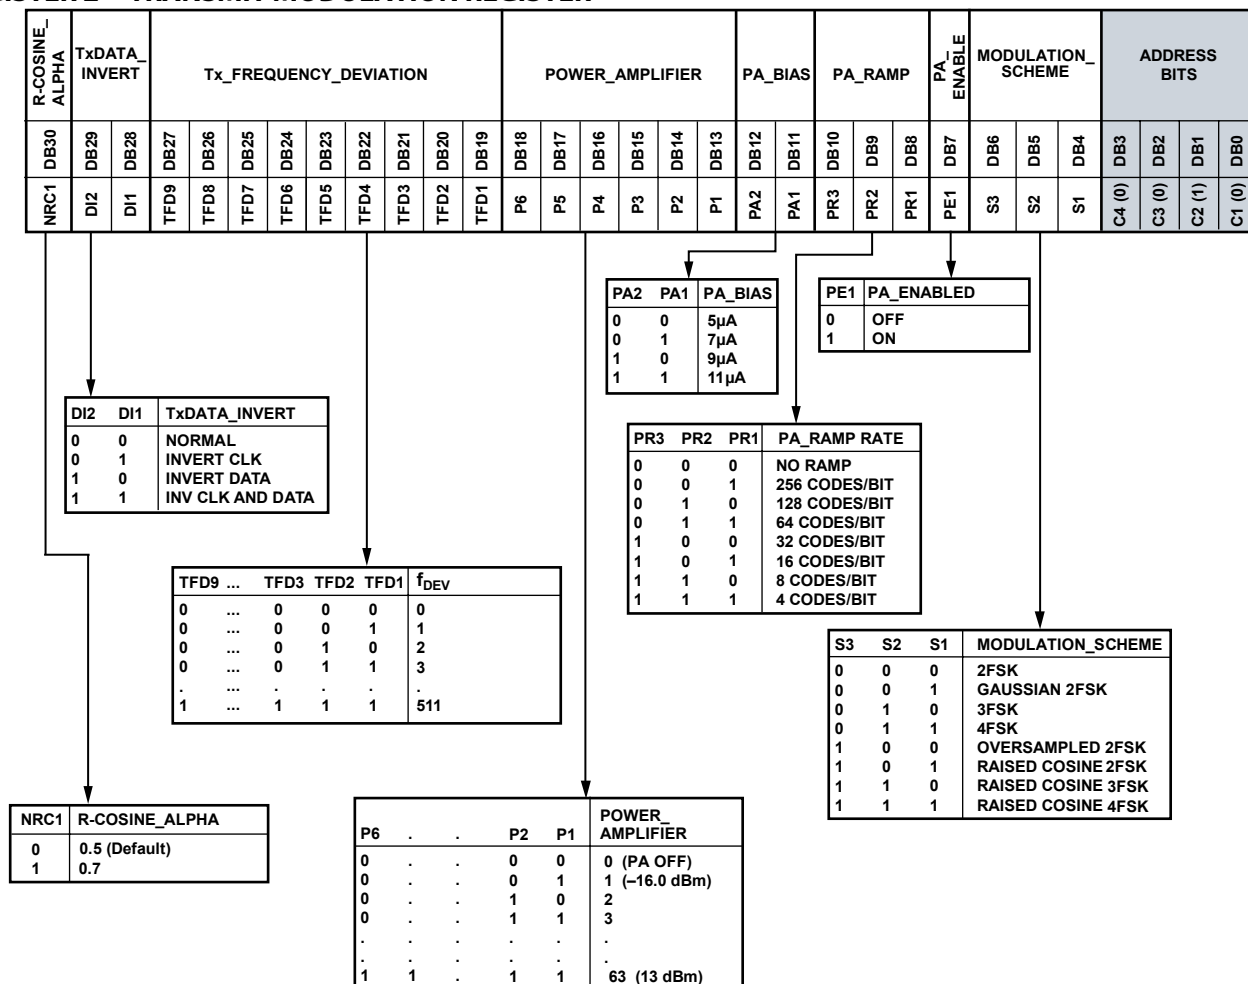 R-COSINE_ALPHA TxDATA_INVERT Tx_FREQUENCY_DEVIATION POWER_AMPLIFIER PA_BIAS PA_RAMP PA_ENABLE MODULATION_SCHEME ADDRESS BITS
DB30 DB29 DB28 DB27 DB26 DB25 DB24 DB23 DB22 DB21 DB20 DB19 DB18 DB17 DB16 DB15 DB14 DB13 DB12 DB11 DB10 DB9 DB8 DB7 DB6 DB5 DB4 DB3 DB2 DB1 DB0
NRC1 DI2 DI1 TFD9 TFD8 TFD7 TFD6 TFD5 TFD4 TFD3 TFD2 TFD1 P6 P5 P4 P3 P2 P1 PA2 PA1 PR3 PR2 PR1 PE1 S3 S2 S1 C4 (0) C3 (0) C2 (1) C1 (0)
PA2 PA1 PA_BIAS
0 0 5µA
0 1 7µA
1 0 9µA
1 1 11µA
PE1 PA_ENABLED
0 OFF
1 ON
DI2 DI1 TxDATA_INVERT
0 0 NORMAL
0 1 INVERT CLK
1 0 INVERT DATA
1 1 INV CLK AND DATA
PR3 PR2 PR1 PA_RAMP RATE
0 0 0 NO RAMP
0 0 1 256 CODES/BIT
0 1 0 128 CODES/BIT
0 1 1 64 CODES/BIT
1 0 0 32 CODES/BIT
1 0 1 16 CODES/BIT
1 1 0 8 CODES/BIT
1 1 1 4 CODES/BIT
TFD9 ... TFD3 TFD2 TFD1 fDEV
0 ... 0 0 0 0
0 ... 0 0 1 1
0 ... 0 1 0 2
0 ... 0 1 1 3
. ... . . . .
1 ... 1 1 1 511
S3 S2 S1 MODULATION_SCHEME
0 0 0 2FSK
0 0 1 GAUSSIAN 2FSK
0 1 0 3FSK
0 1 1 4FSK
1 0 0 OVERSAMPLED 2FSK
1 0 1 RAISED COSINE 2FSK
1 1 0 RAISED COSINE 3FSK
1 1 1 RAISED COSINE 4FSK
NRC1 R-COSINE_ALPHA
0 0.5 (Default)
1 0.7
P6 . . P2 P1 POWER_AMPLIFIER
0 . . 0 0 0 (PA OFF)
0 . . 0 1 1 (–16.0 dBm)
0 . . 1 0 2
0 . . 1 1 3
. . . . . .
. . . . . .
1 1 . 1 1 63 (13 dBm)